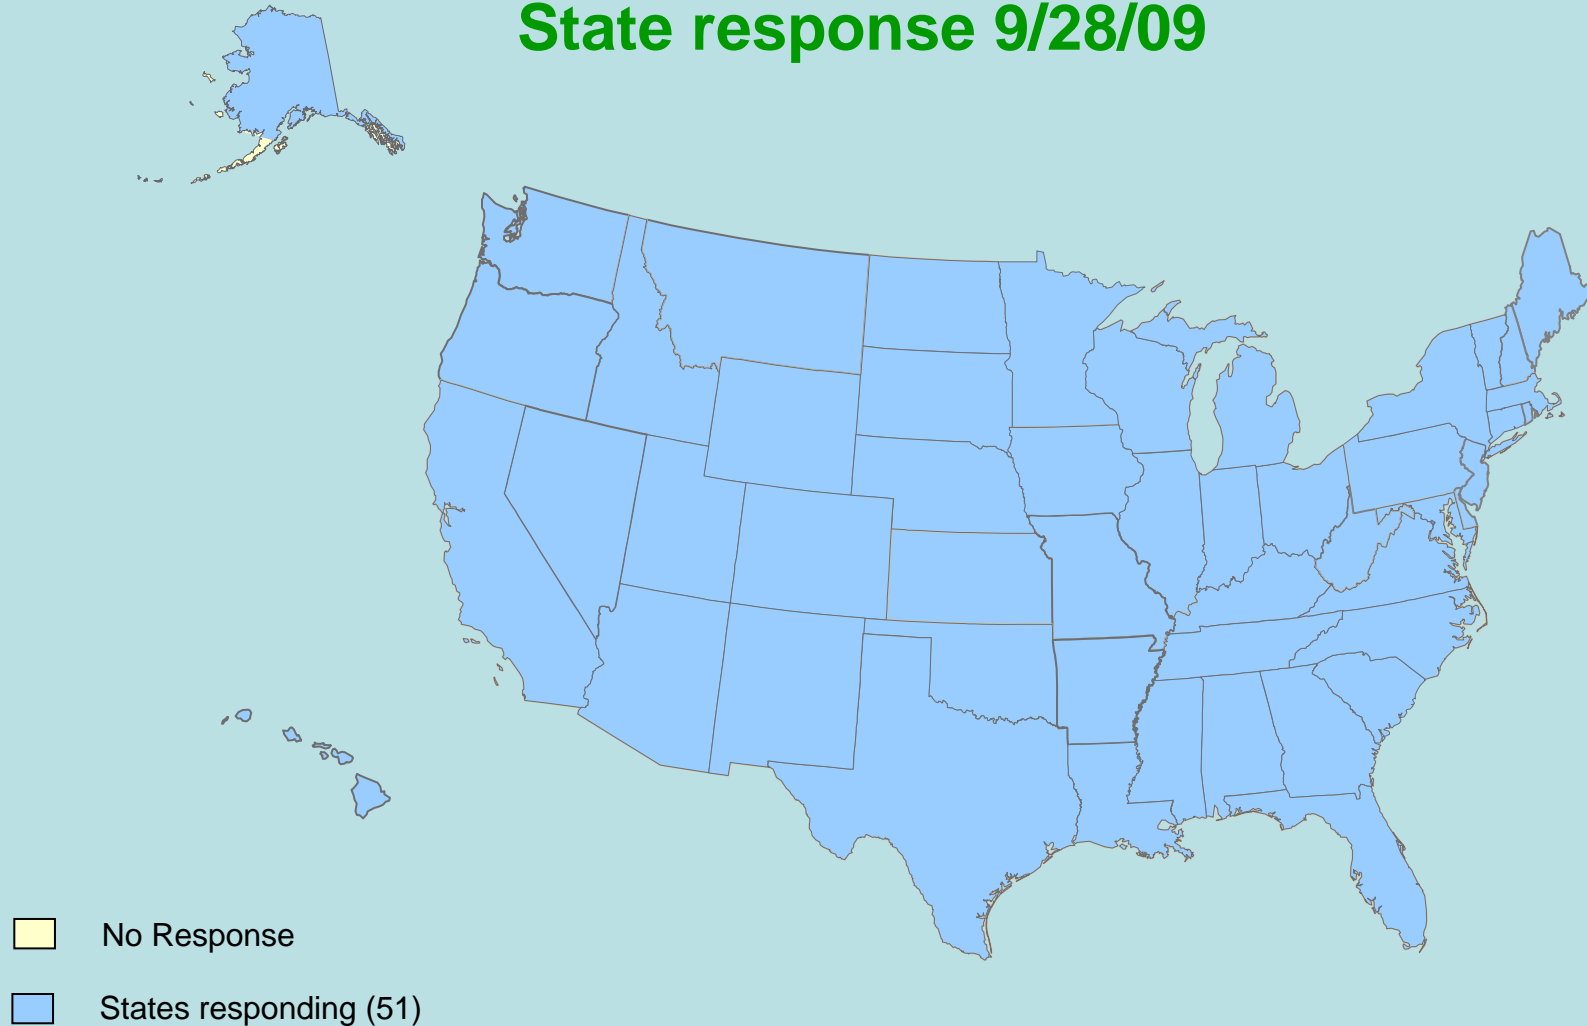 State response 9/28/09
No Response
States responding (51)